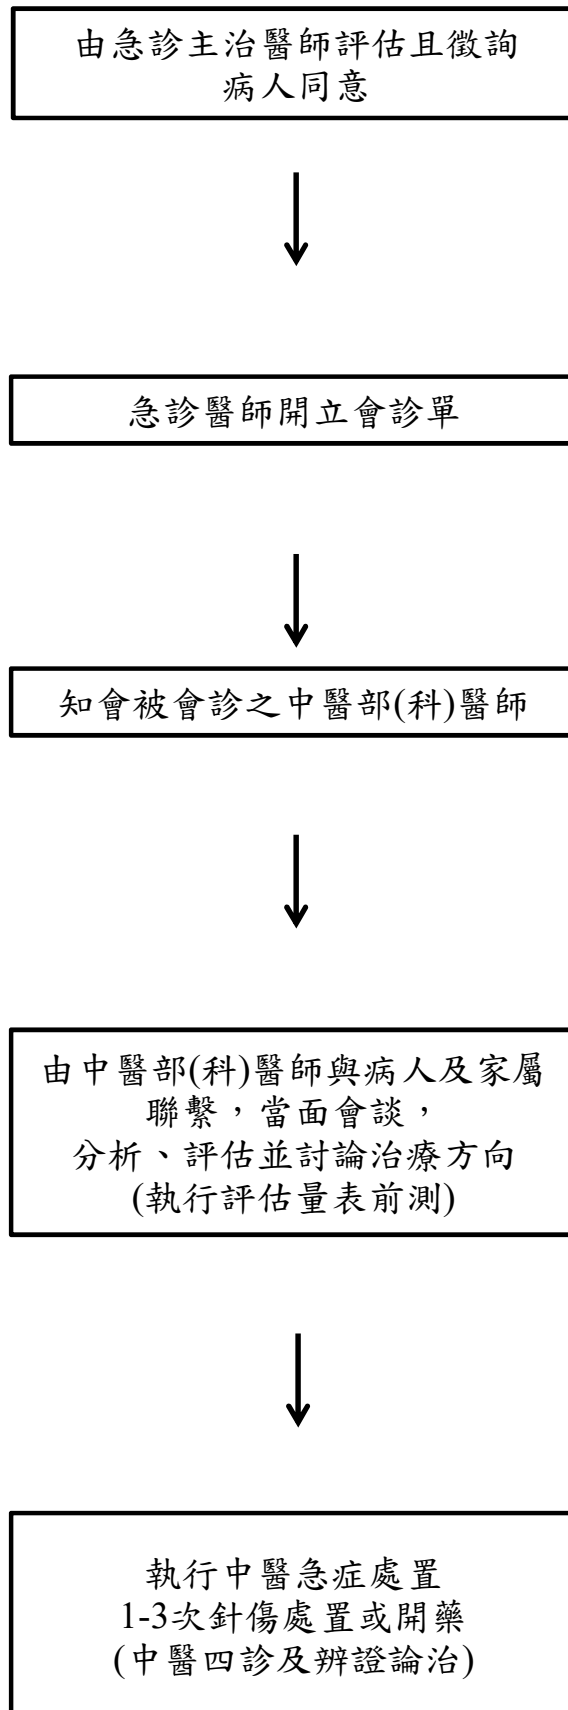 由急診主治醫師評估且徵詢
病人同意
急診醫師開立會診單
知會被會診之中醫部(科)醫師
由中醫部(科)醫師與病人及家屬
聯繫，當面會談，
分析、評估並討論治療方向
(執行評估量表前測)
執行中醫急症處置
1-3次針傷處置或開藥
(中醫四診及辨證論治)